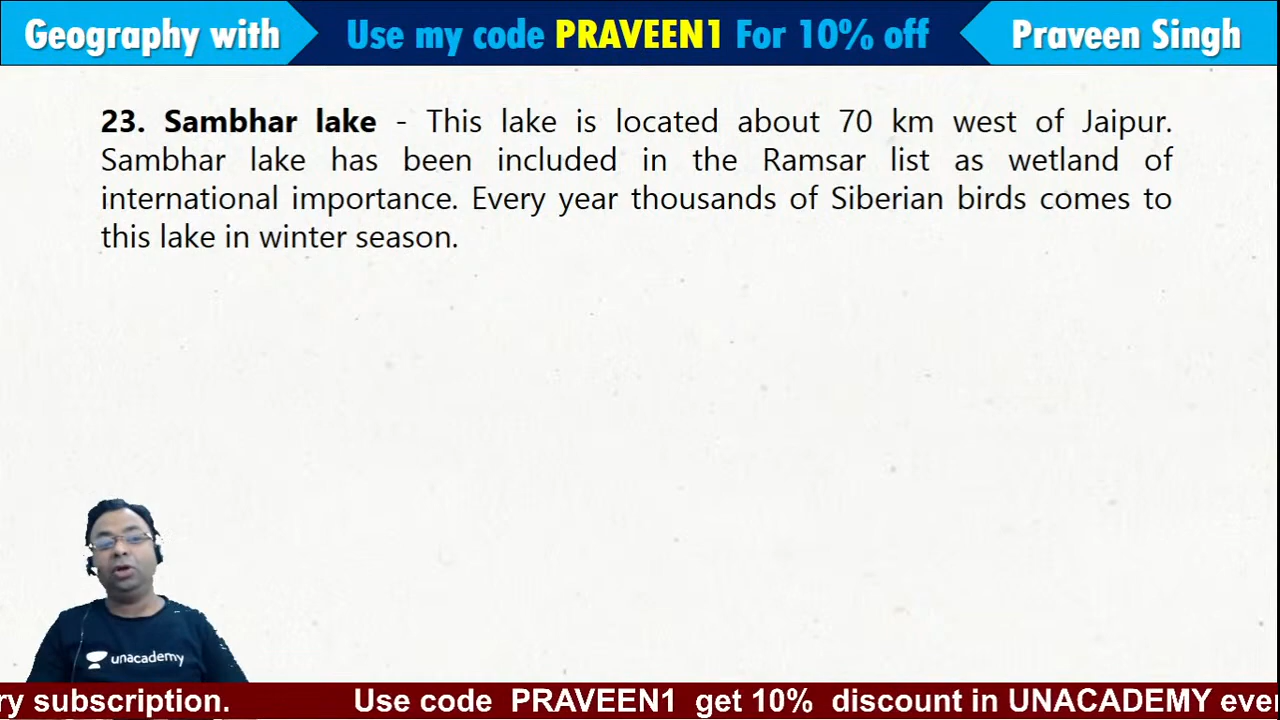 Geography with
Use my code PRAVEEN1 For 10% off
Praveen Singh
23. Sambhar lake - This lake is located about 70 km west of Jaipur.
Sambhar lake has been included in the Ramsar list as wetland of
international importance. Every year thousands of Siberian birds comes to
this lake in winter season.
unacademy
ry subscription. Use code PRAVEEN1 get 10% discount in UNACADEMY eve